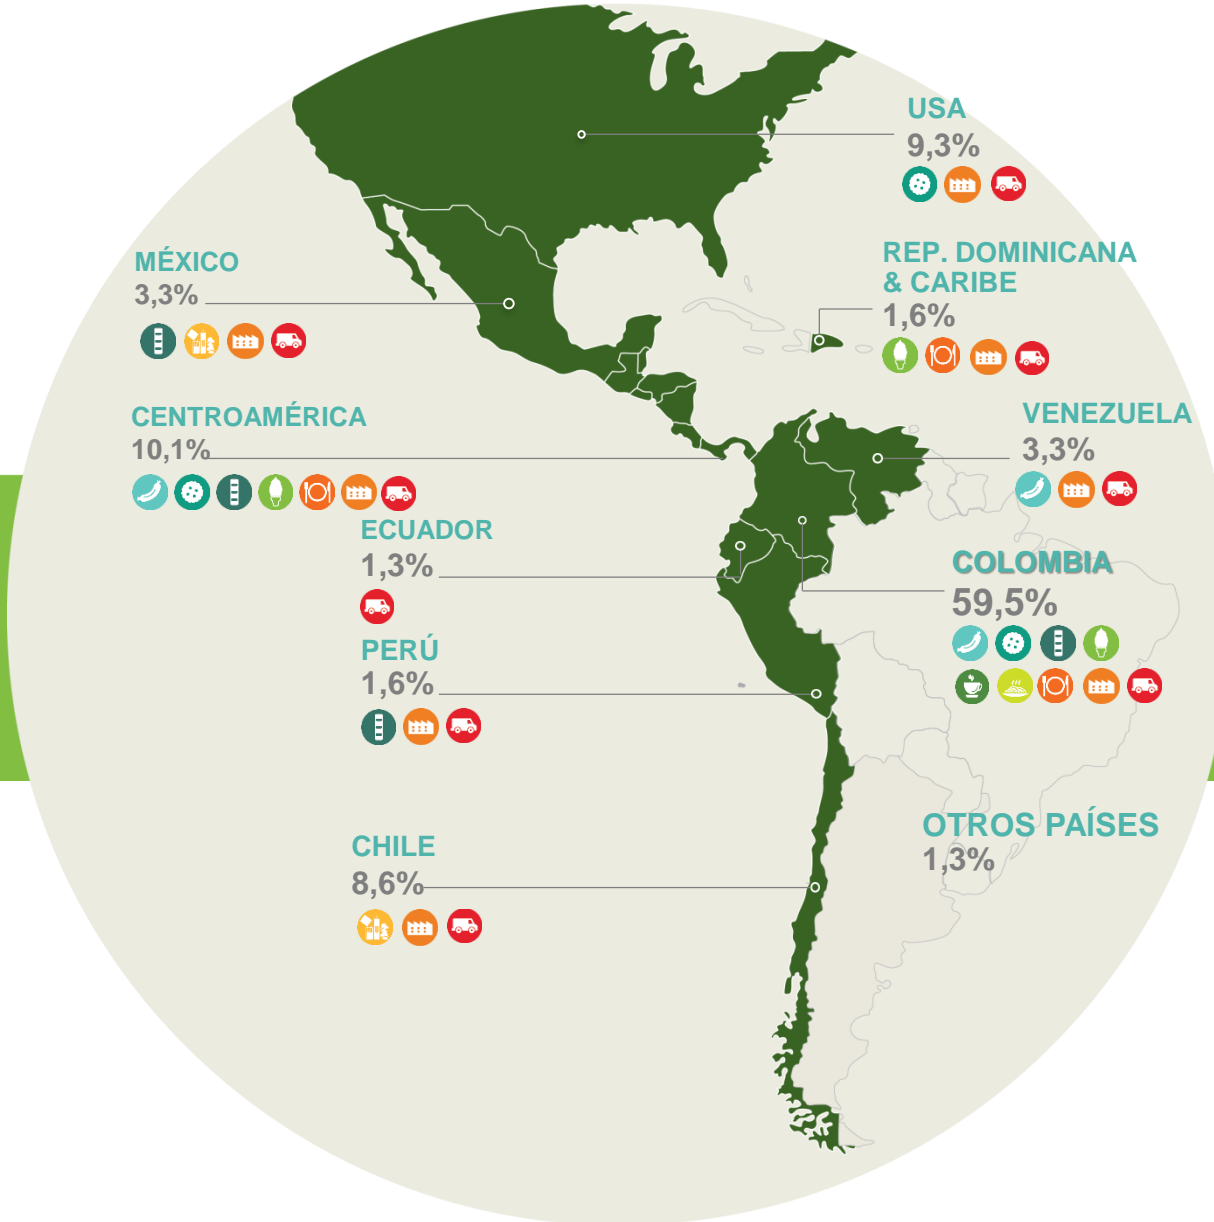 USA
9,3%
REP. DOMINICANA
& CARIBE
1,6%
MÉXICO
3,3%
CENTROAMÉRICA
10,1%
VENEZUELA
3,3%
ECUADOR
1,3%
COLOMBIA
59,5%
PERÚ
1,6%
OTROS PAÍSES
1,3%
CHILE
8,6%